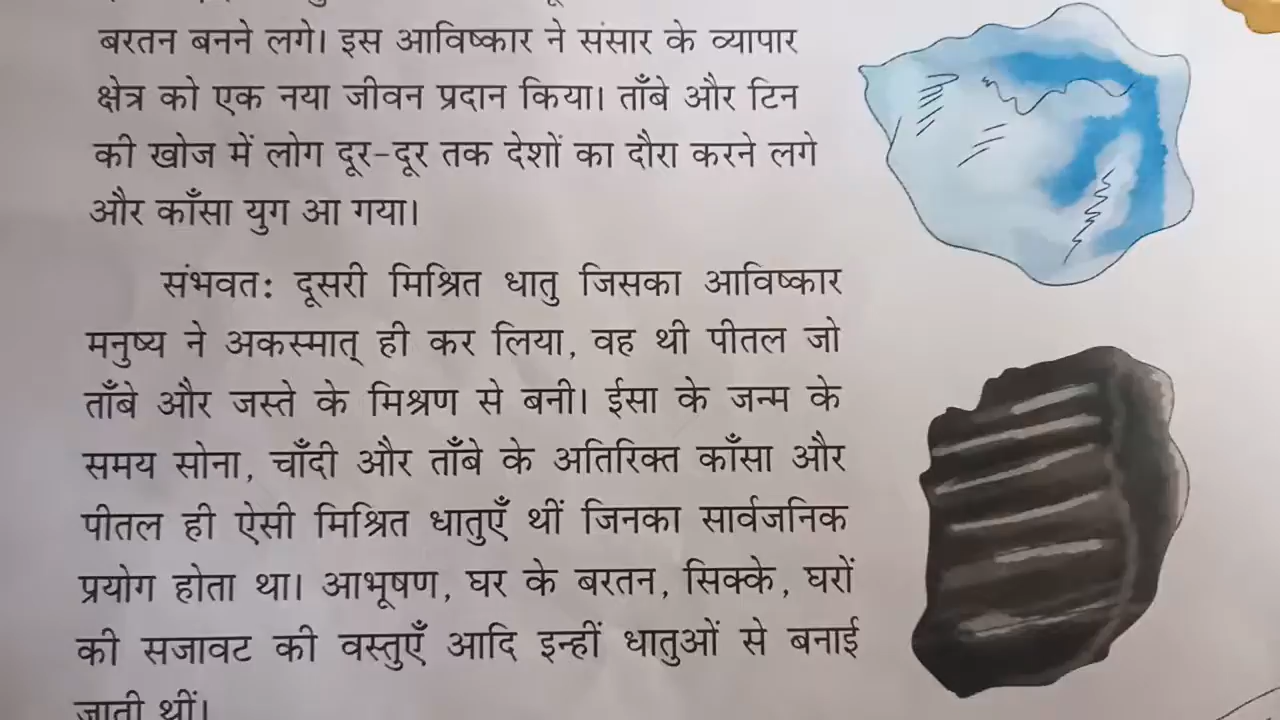 बरतन बनने लगे। इस आविष्कार ने संसार के व्यापार
क्षेत्र को एक नया जीवन प्रदान किया। ताँबे और टिन
की खोज में लोग दूर-दूर तक देशों का दौरा करने लगे
और काँसा युग आ गया।
संभवत: दूसरी मिश्रित धातु जिसका आविष्कार
मनुष्य ने अकस्मात् ही कर लिया, वह थी पीतल जो
ताँबे और जस्ते के मिश्रण से बनी। ईसा के जन्म के
समय सोना, चाँदी और ताँबे के अतिरिक्त काँसा और
पीतल ही ऐसी मिश्रित धातुएँ थीं जिनका सार्वजनिक
प्रयोग होता था। आभूषण, घर के बरतन, सिक्के, घरों
की सजावट की वस्तुएँ आदि इन्हीं धातुओं से बनाई
जाती थीं।